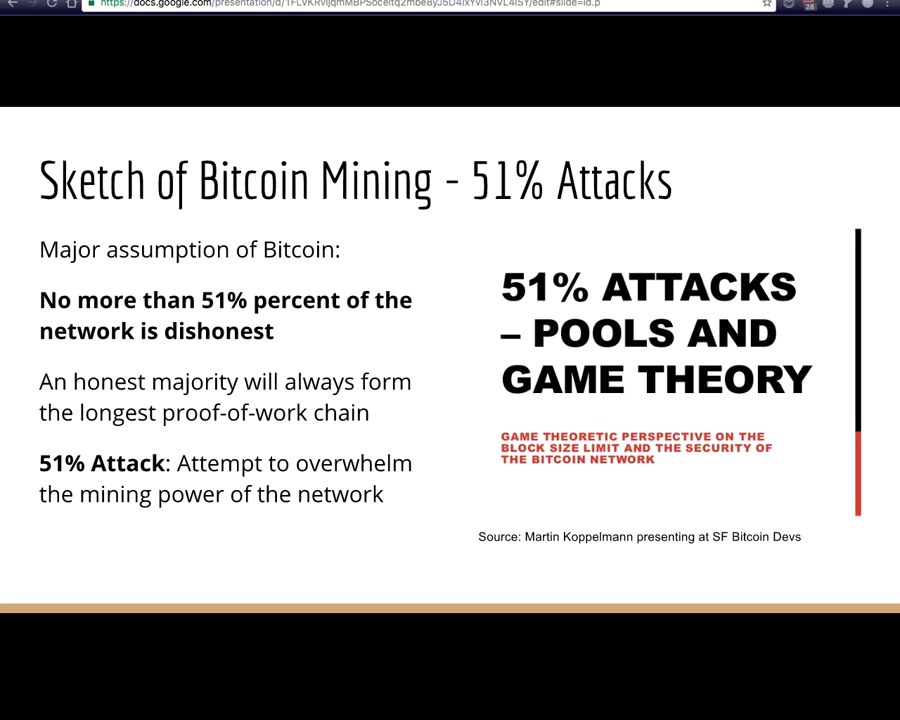 Sketch of Bitcoin Mining - 51% Attacks
Major assumption of Bitcoin:
No more than 51% percent of the
network is dishonest
An honest majority will always form
the longest proof-of-work chain
51% Attack: Attempt to overwhelm
the mining power of the network
51% ATTACKS
– POOLS AND
GAME THEORY
GAME THEORETIC PERSPECTIVE ON THE
BLOCK SIZE LIMIT AND THE SECURITY OF
THE BITCOIN NETWORK
Source: Martin Koppelmann presenting at SF Bitcoin Devs